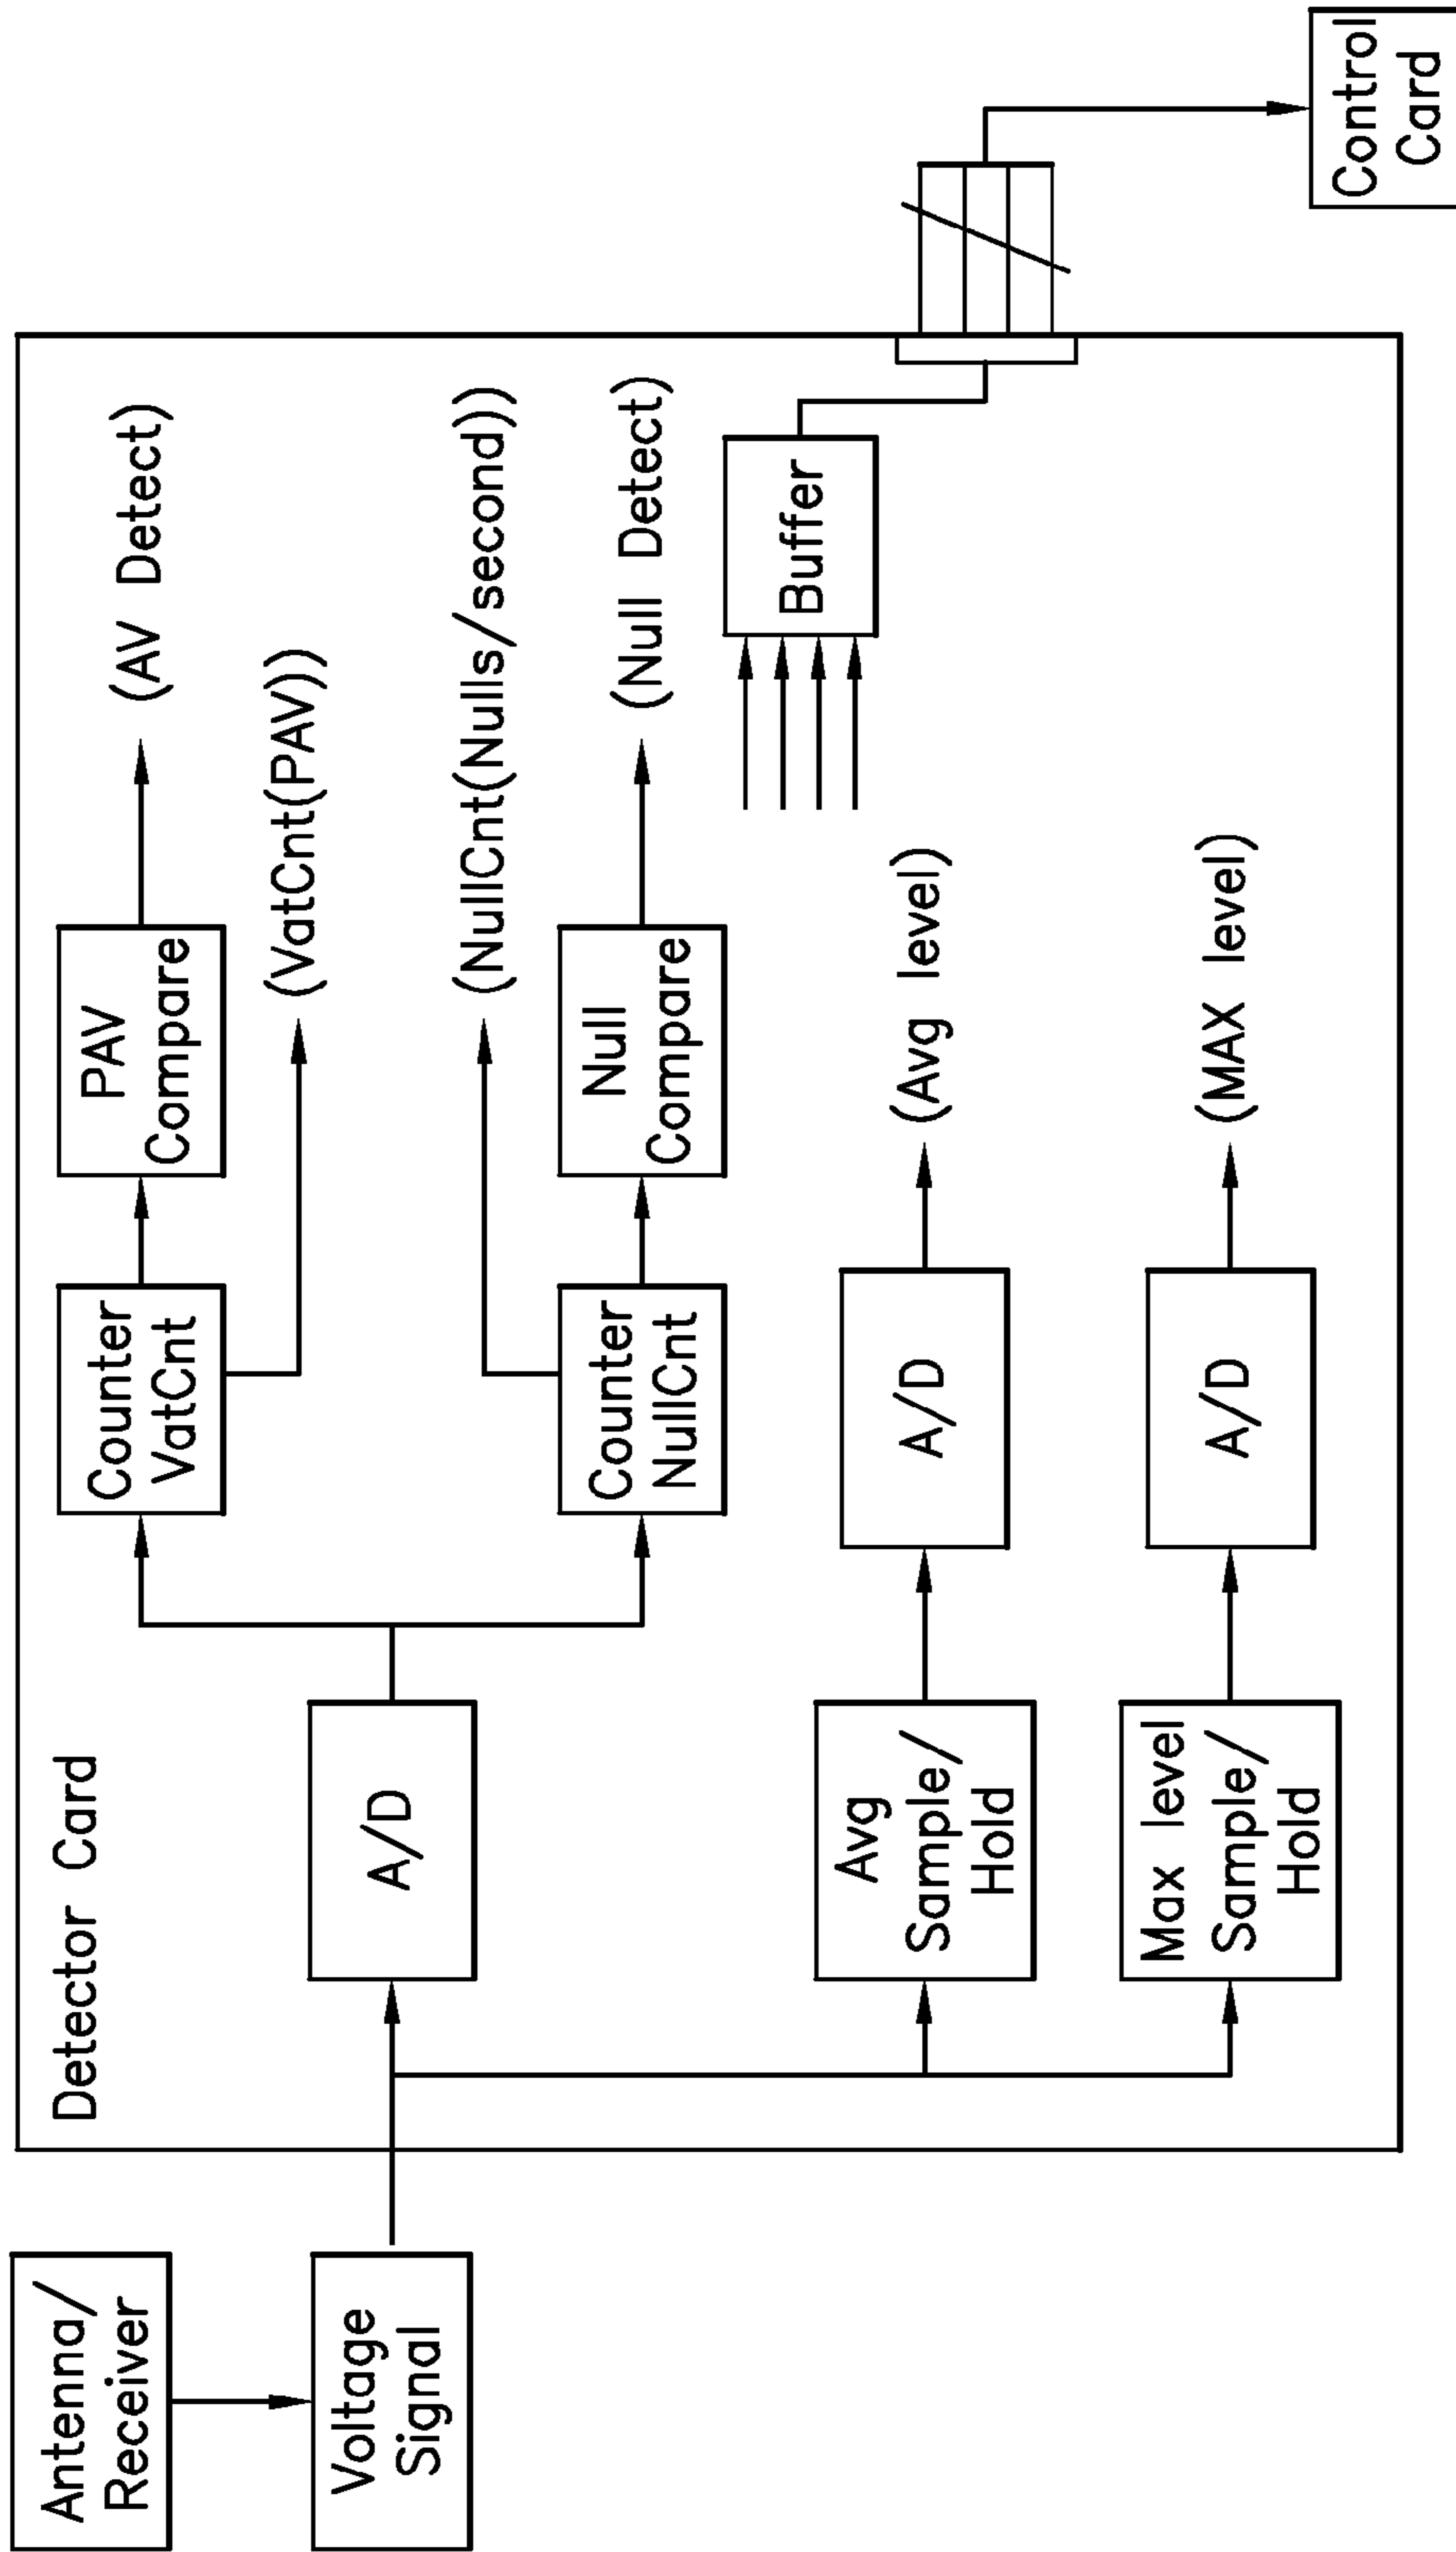 Antenna/
Receiver
Voltage
Signal
Detector Card
A/D
Counter
VatCnt
PAV
Compare
(AV Detect)
(VatCnt(PAV))
(NullCnt(Nulls/second))
Counter
NullCnt
Null
Compare
(Null Detect)
Buffer
Avg
Sample/
Hold
A/D
(Avg level)
Max level
Sample/
Hold
A/D
(MAX level)
Control
Card